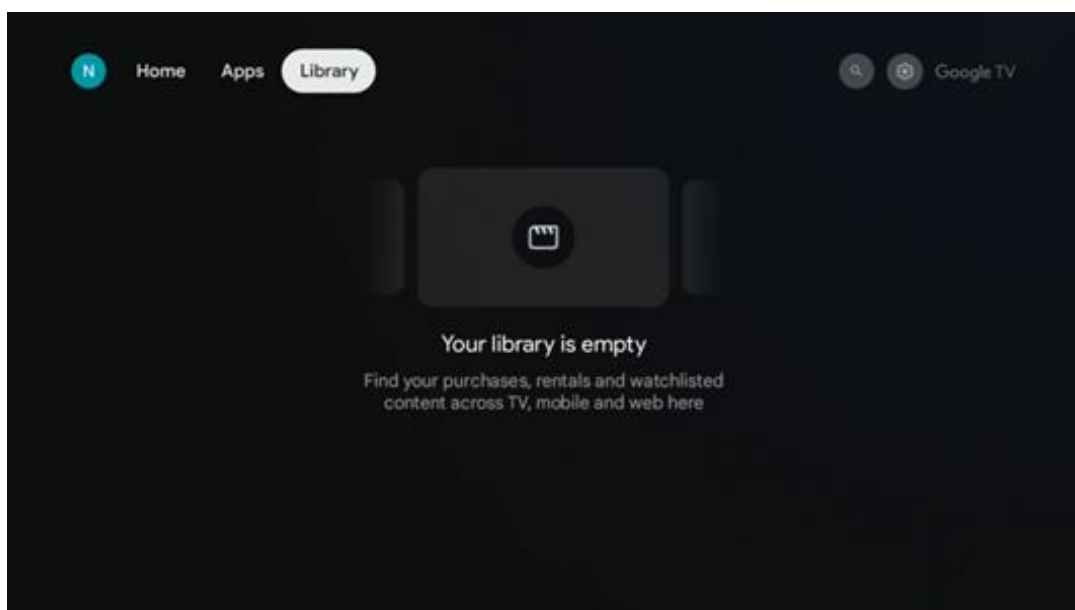 N Home Apps Library Google TV
Your library is empty
Find your purchases, rentals and watchlisted
content across TV, mobile and web here